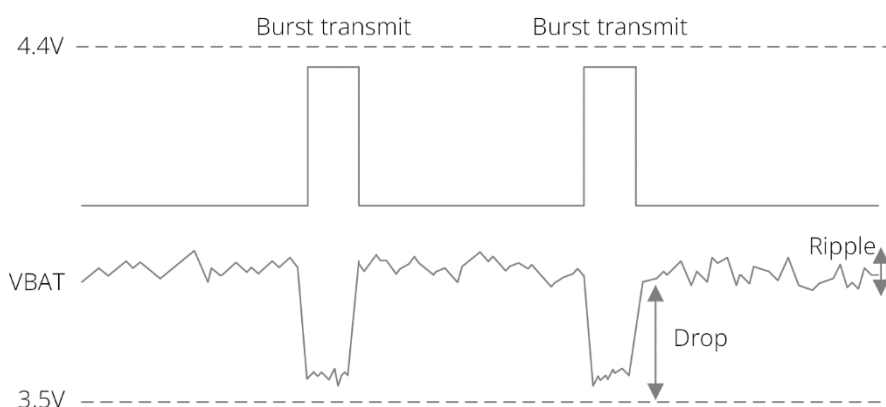 Burst transmit
Burst transmit
4.4V
Ripple
VBAT
Drop
3.5V